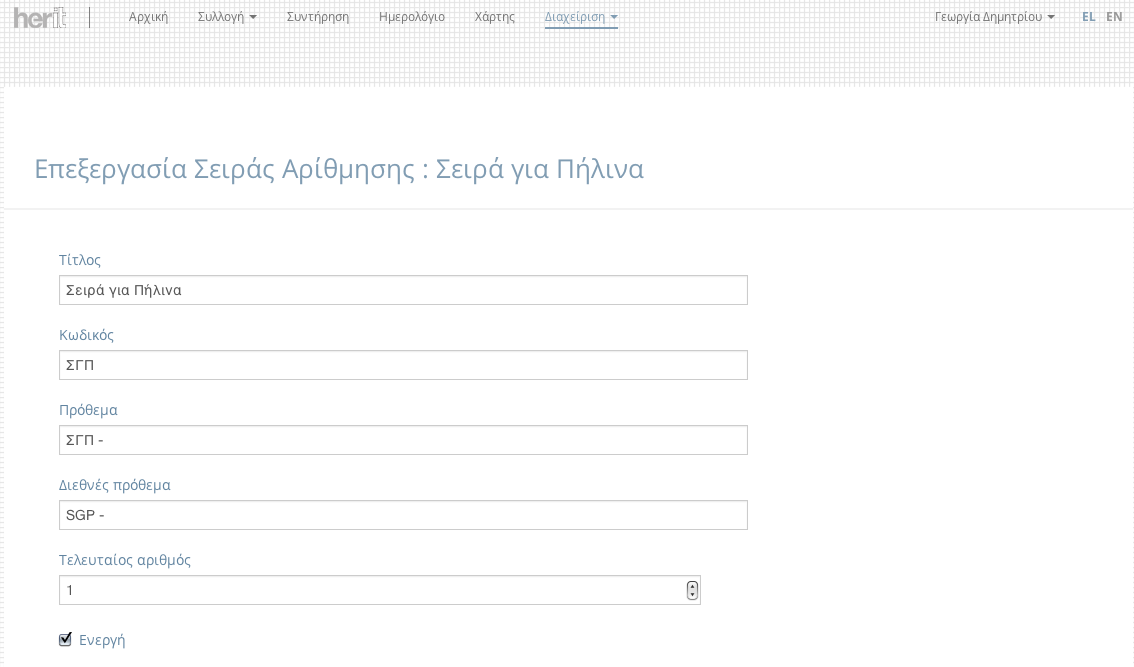 herit Αρχική Συλλογή Συντήρηση Ημερολόγιο Χάρτης Διαχείριση Γεωργία Δημητρίου EL EN
Επεξεργασία Σειράς Αρίθμησης : Σειρά για Πήλινα
Τίτλος
Σειρά για Πήλινα
Κωδικός
ΣΓΠ
Πρόθεμα
ΣΓΠ -
Διεθνές πρόθεμα
SGP -
Τελευταίος αριθμός
1
Ενεργή